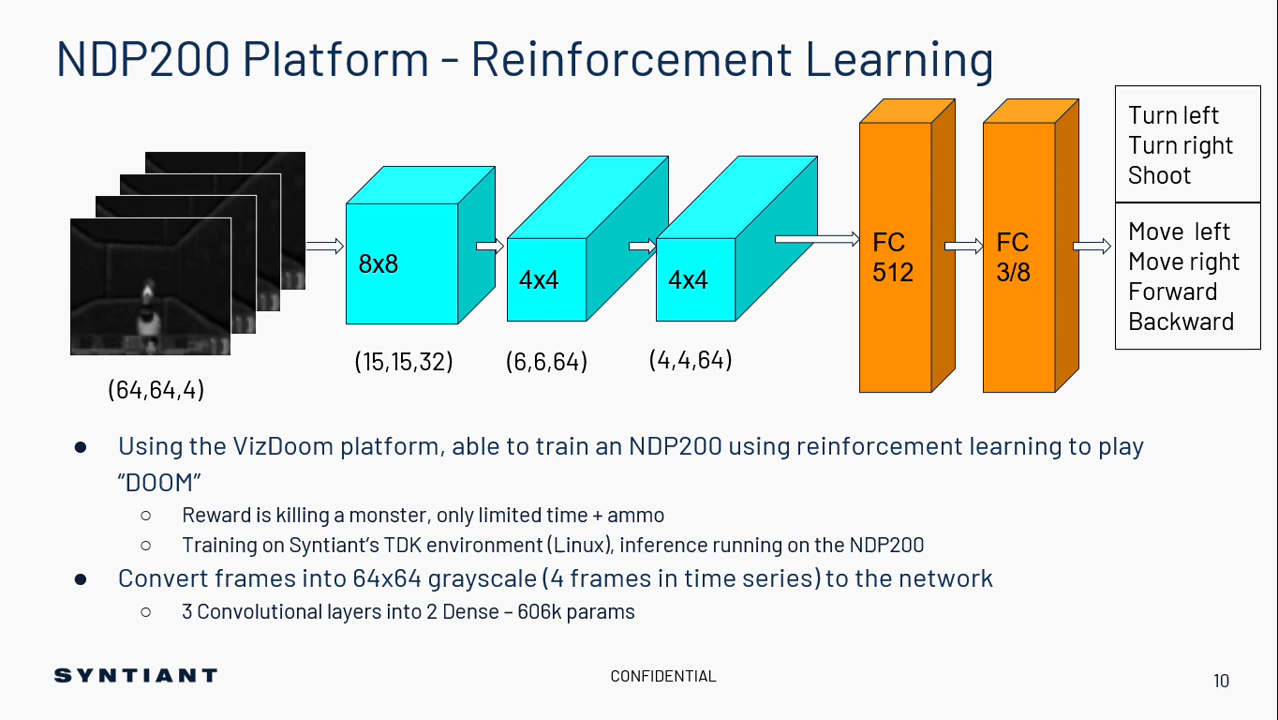 NDP200 Platform - Reinforcement Learning
Turn left
Turn right
Shoot
Move left
Move right
Forward
Backward
8x8
4x4
4x4
FC
512
FC
3/8
(64,64,4)
(15,15,32)
(6,6,64)
(4,4,64)
● Using the VizDoom platform, able to train an NDP200 using reinforcement learning to play
“DOOM”
○ Reward is killing a monster, only limited time + ammo
○ Training on Syntiant’s TDK environment (Linux), inference running on the NDP200
● Convert frames into 64x64 grayscale (4 frames in time series) to the network
○ 3 Convolutional layers into 2 Dense – 606k params
SYNTIANT
CONFIDENTIAL
10